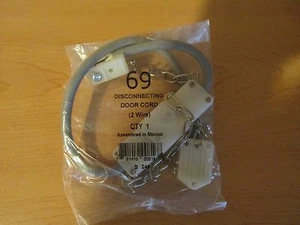 69
DISCONNECTING
DOOR CORD
(2 Wire)
QTY 1
Assembled in Mexico